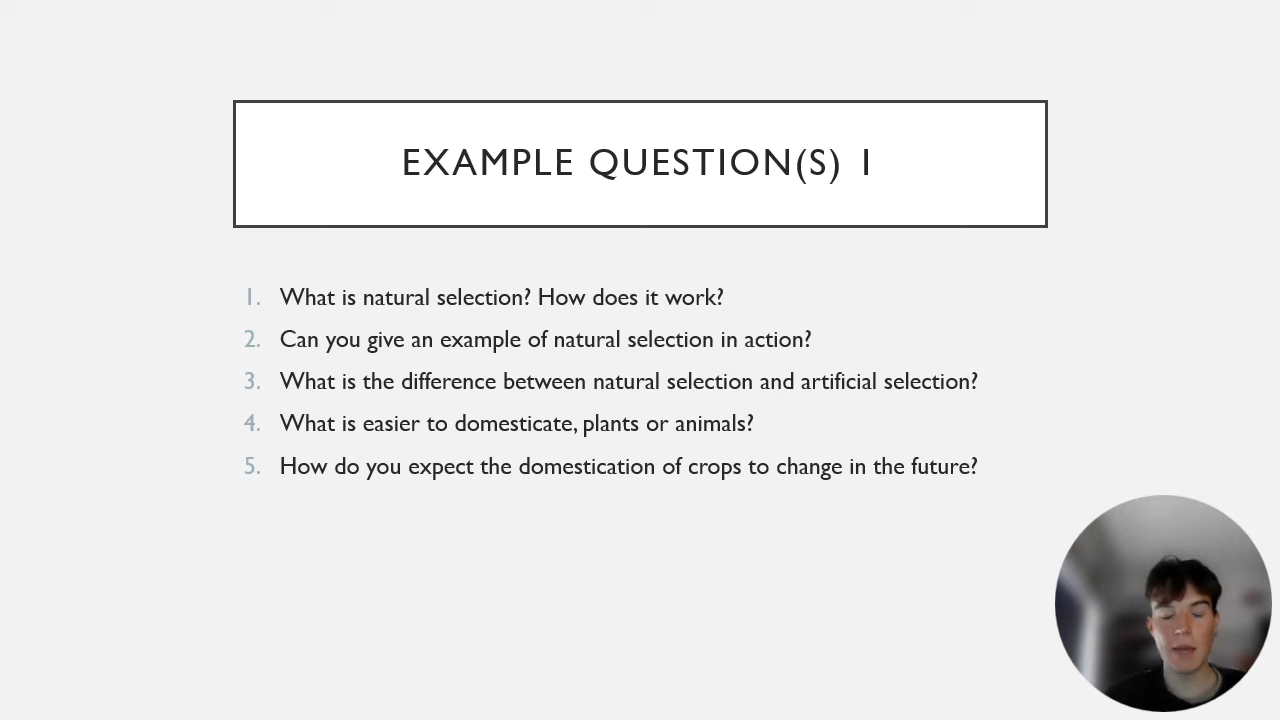 EXAMPLE QUESTION(S) 1
1. What is natural selection? How does it work?
2. Can you give an example of natural selection in action?
3. What is the difference between natural selection and artificial selection?
4. What is easier to domesticate, plants or animals?
5. How do you expect the domestication of crops to change in the future?